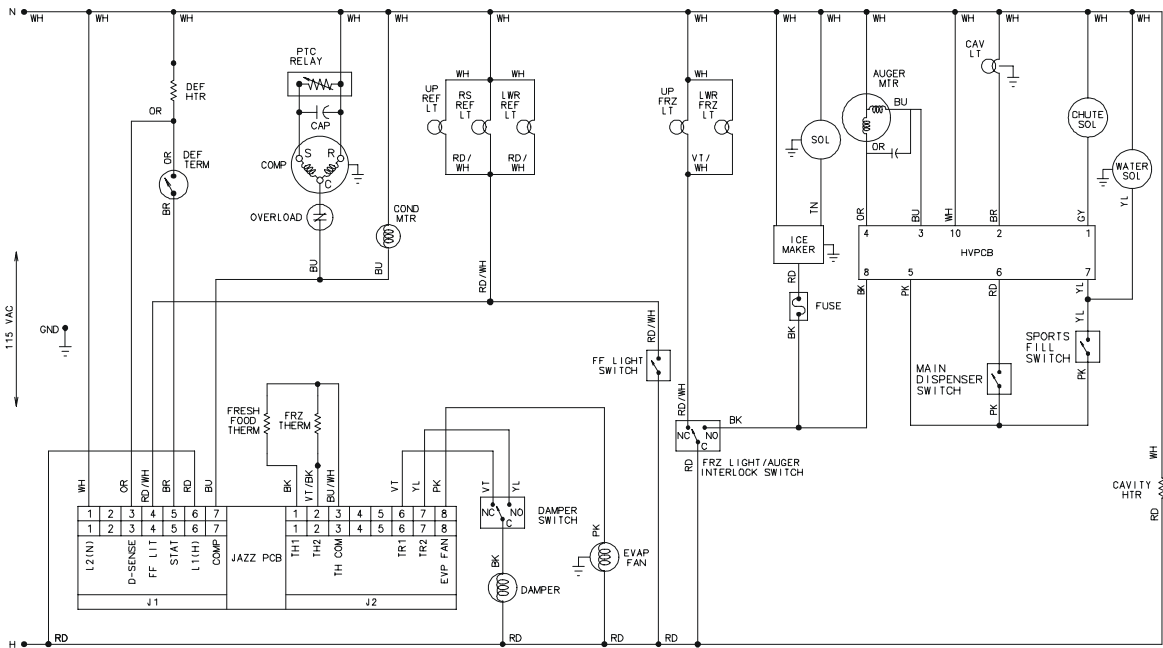 N WH WH WH WH WH WH WH WH WH WH WH WH WH WH WH
PTC
RELAY
DEF
HTR
OR
OR
DEF
TERM
BR
CAP
S R
C
COMP
OVERLOAD
BU
COND
MTR
BU
WH WH
UP
REF
LT
RS
REF
LT
LWR
REF
LT
RD/
WH
RD/
WH
RD/WH
WH
UP
FRZ
LT
LWR
FRZ
LT
VT/
WH
SOL
TN
AUGER
MTR
BU
OR
CAV
LT
CHUTE
SOL
WATER
SOL
YL
OR BU WH BR GY
ICE
MAKER
4 3 10 2 1
HVPCB
8 5 6 7
RD
FUSE
BK
BK PK RD YL
YL
SPORTS
FILL
SWITCH
PK
MAIN
DISPENSER
SWITCH
PK
115 VAC
GND
RD/WH
FF LIGHT
SWITCH
RD/WH
NC NO
C
BK
RD
FRZ LIGHT/AUGER
INTERLOCK SWITCH
WH
CAVITY
HTR
RD
FRESH
FOOD
THERM
FRZ
THERM
WH OR RD/WH BR RD BU
BK VT/BK BU/WH VT YL PK
VT YL
NC NO
C
DAMPER
SWITCH
BK
DAMPER
PK
EVAP
FAN
1 2 3 4 5 6 7
1 2 3 4 5 6 7
L2(N) D-SENSE FF LIT STAT L1(H) COMP
J1
JAZZ PCB
1 2 3 4 5 6 7 8
1 2 3 4 5 6 7 8
TH1 TH2 TH COM TR1 TR2 EVP FAN
J2
H RD RD RD RD RD